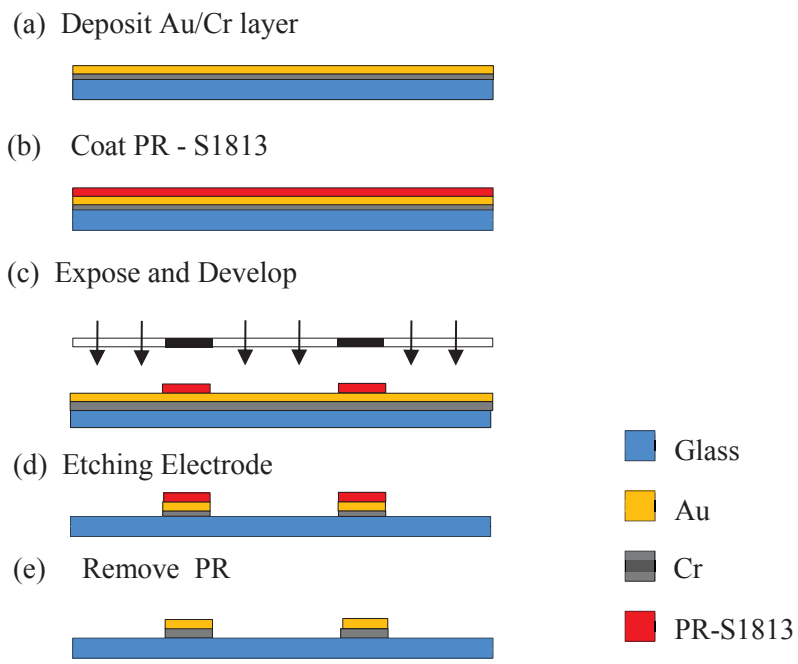 (a) Deposit Au/Cr layer
(b) Coat PR - S1813
(c) Expose and Develop
(d) Etching Electrode
(e) Remove PR
Glass
Au
Cr
PR-S1813